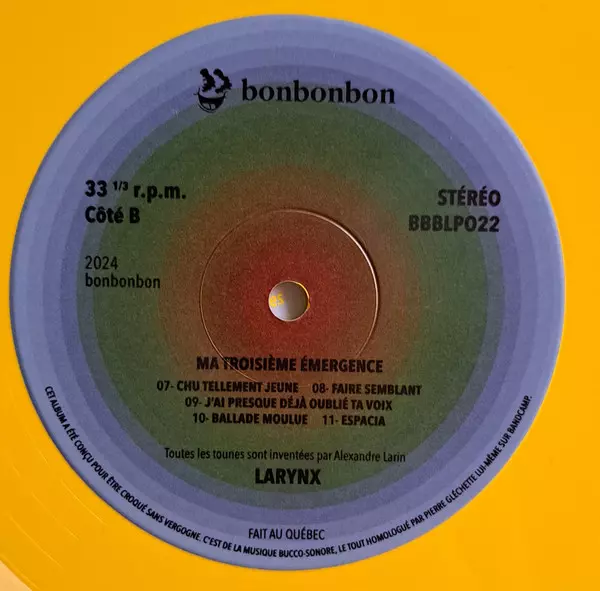 bonbonbon
33 1/3 r.p.m.
Côté B
STÉRÉO
BBBLP022
2024
bonbonbon
MA TROISIÈME ÉMERGENCE
07- CHU TELLEMENT JEUNE 08- FAIRE SEMBLANT
09- J'AI PRESQUE DÉJÀ OUBLIÉ TA VOIX
10- BALLADE MOULUE 11- ESPACIA
Toutes les tounes sont inventées par Alexandre Larin
LARYNX
FAIT AU QUÉBEC
CET ALBUM A ÉTÉ CONÇU POUR ÊTRE CROQUÉ SANS VERGOGNE. C'EST DE LA MUSIQUE BUCCO-SONORE, LE TOUT HOMOLOGUÉ PAR PIERRE GLÉCHETTE LUI-MÊME SUR BANDCAMP.